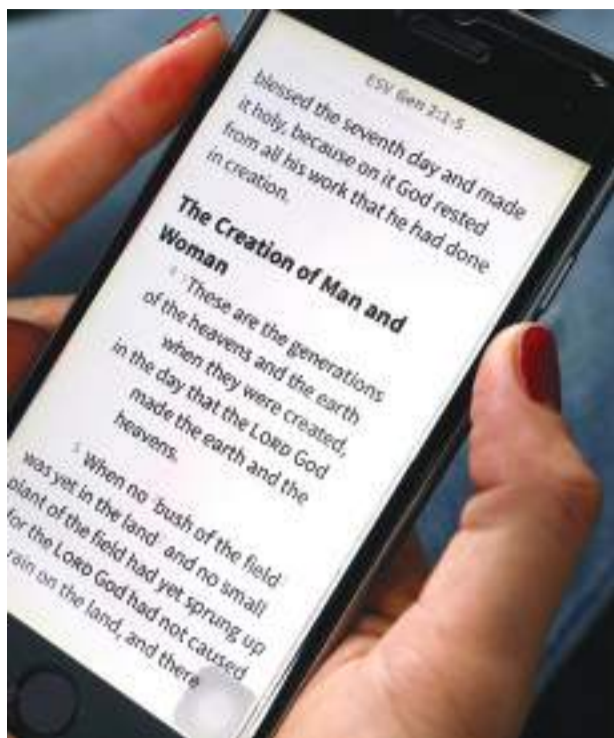 ESV Gen 2:1-5
blessed the seventh day and made
it holy, because on it God rested
from all his work that he had done
in creation.
The Creation of Man and
Woman
4 These are the generations
of the heavens and the earth
when they were created,
in the day that the LORD God
made the earth and the
heavens.
5 When no bush of the field
was yet in the land and no small
plant of the field had yet sprung up
for the LORD God had not caused
rain on the land, and there